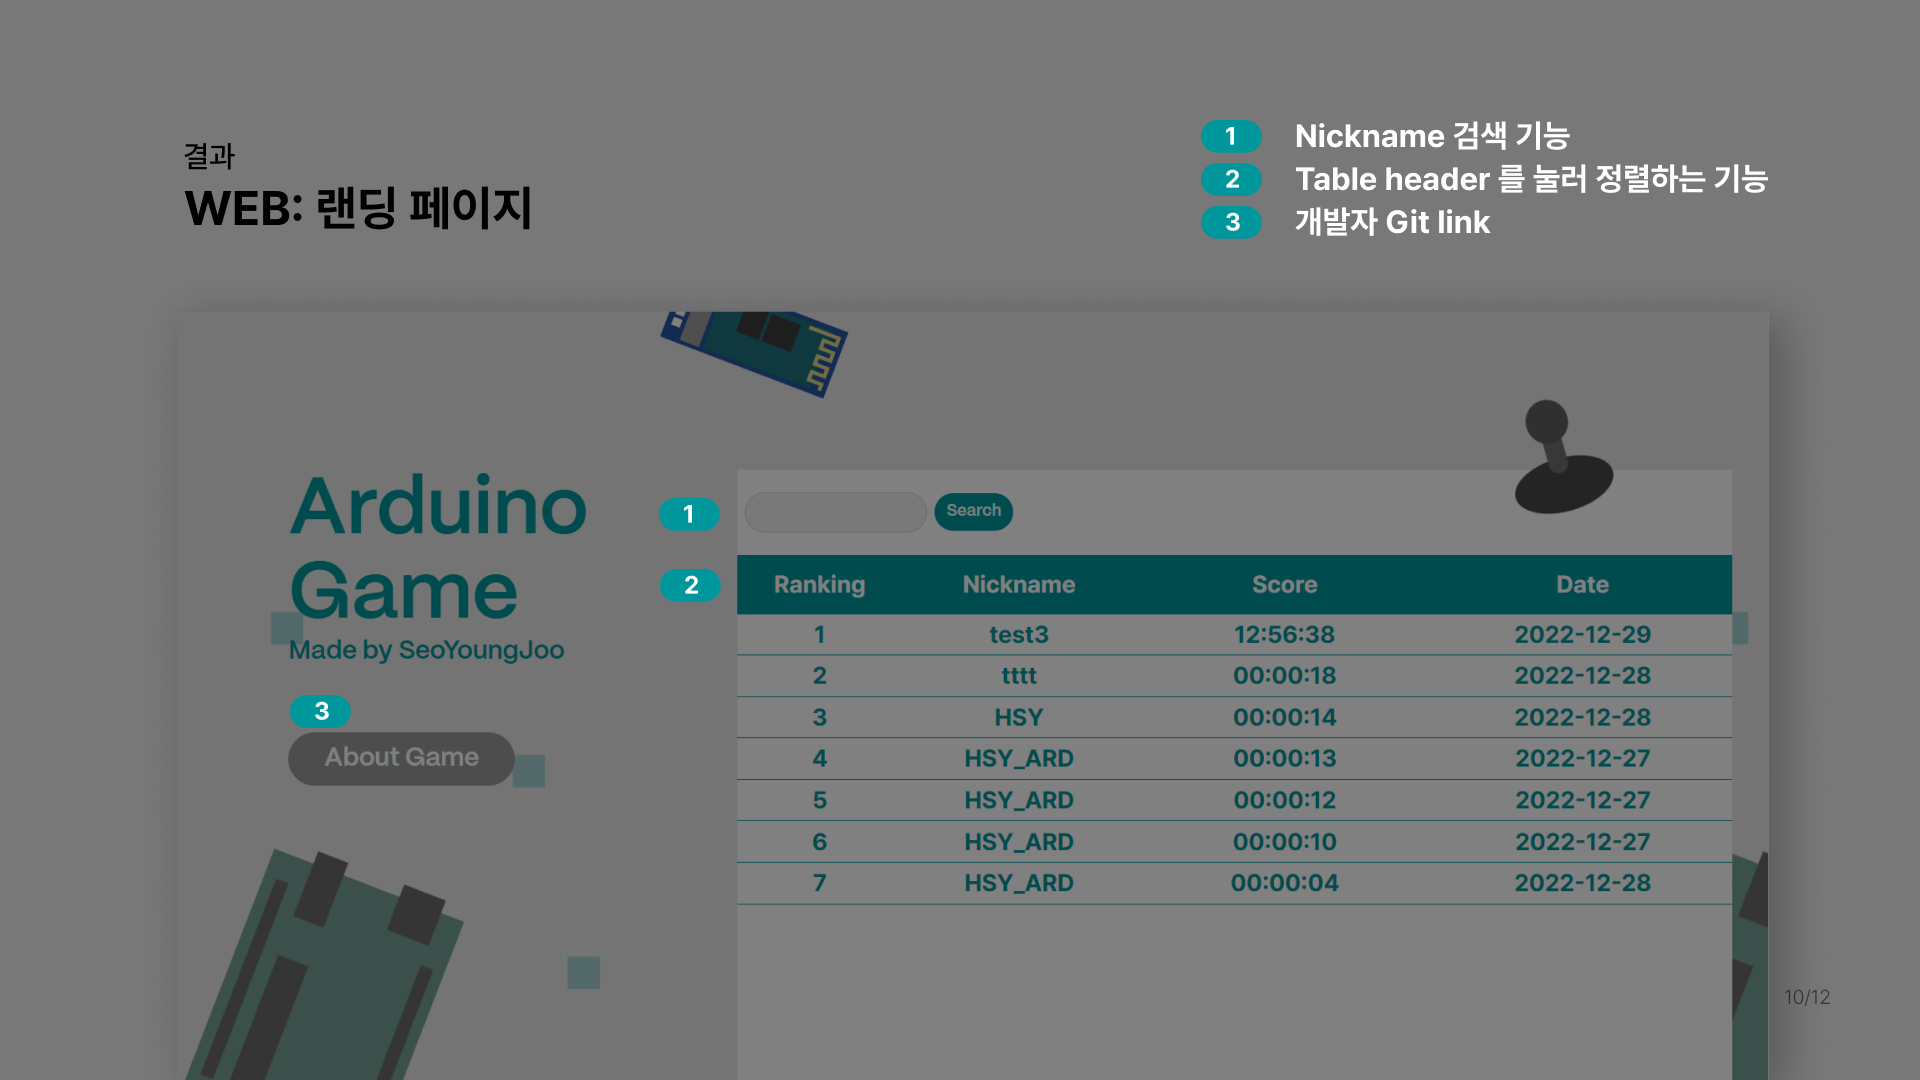 결과
WEB: 랜딩 페이지
1 Nickname 검색 기능
2 Table header 를 눌러 정렬하는 기능
3 개발자 Git link
Arduino
Game
Made by SeoYoungJoo
3
About Game
1 Search
2 Ranking Nickname Score Date
1 test3 12:56:38 2022-12-29
2 tttt 00:00:18 2022-12-28
3 HSY 00:00:14 2022-12-28
4 HSY_ARD 00:00:13 2022-12-27
5 HSY_ARD 00:00:12 2022-12-27
6 HSY_ARD 00:00:10 2022-12-27
7 HSY_ARD 00:00:04 2022-12-28
10/12